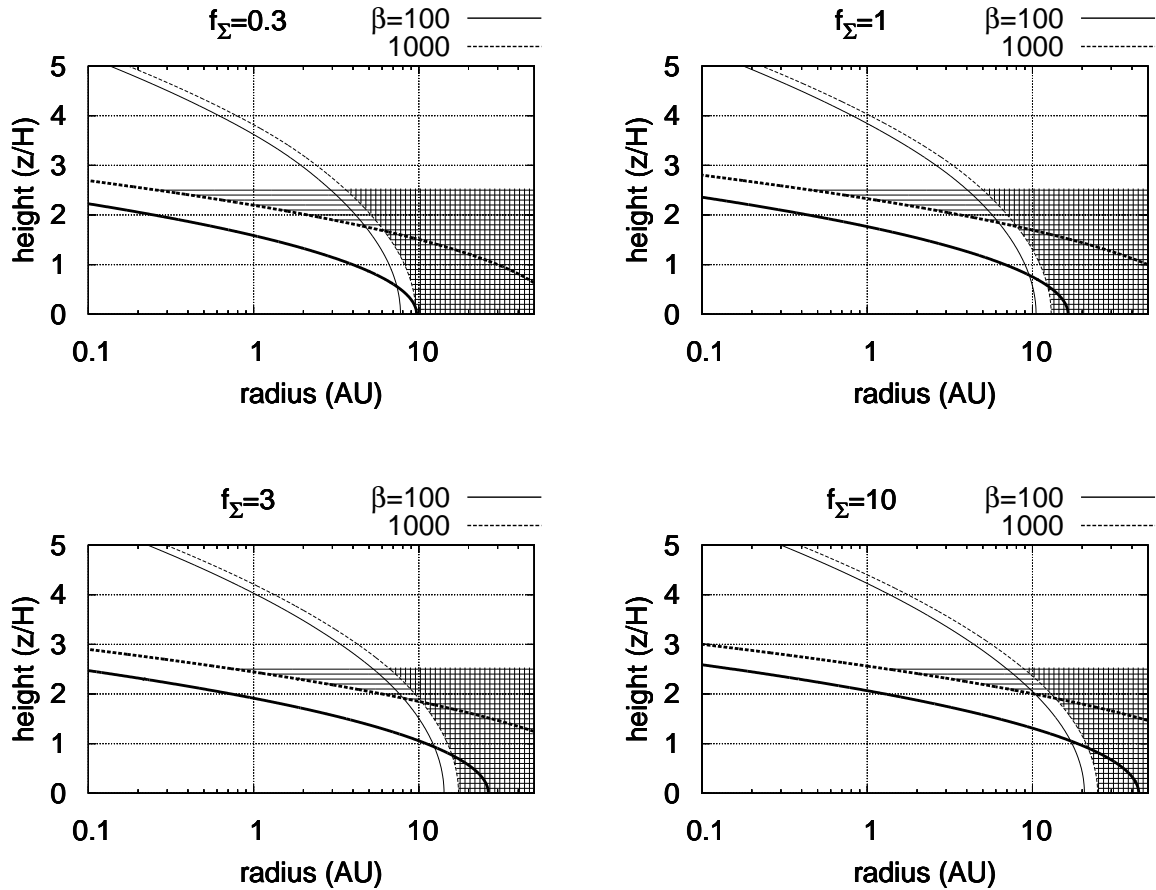 f_Σ=0.3 β=100
1000
5
4
3
2
1
0
0.1 1 10
height (z/H)
radius (AU)
f_Σ=1 β=100
1000
5
4
3
2
1
0
0.1 1 10
height (z/H)
radius (AU)
f_Σ=3 β=100
1000
5
4
3
2
1
0
0.1 1 10
height (z/H)
radius (AU)
f_Σ=10 β=100
1000
5
4
3
2
1
0
0.1 1 10
height (z/H)
radius (AU)